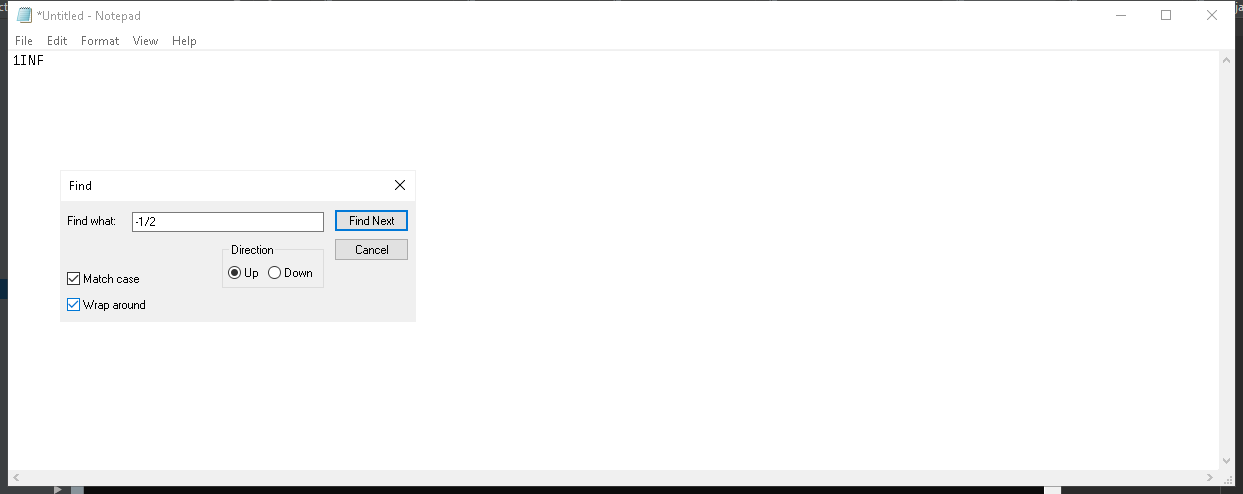 *Untitled - Notepad
File Edit Format View Help
1INF
Find
Find what: -1/2 Find Next
Direction Cancel
Up Down
Match case
Wrap around